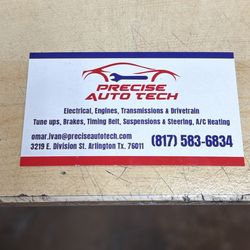 PRECISE
AUTO TECH
Electrical, Engines, Transmissions & Drivetrain
Tune ups, Brakes, Timing Belt, Suspensions & Steering, A/C Heating
omar.ivan@preciseautotech.com
3219 E. Division St. Arlington Tx. 76011
(817) 583-6834